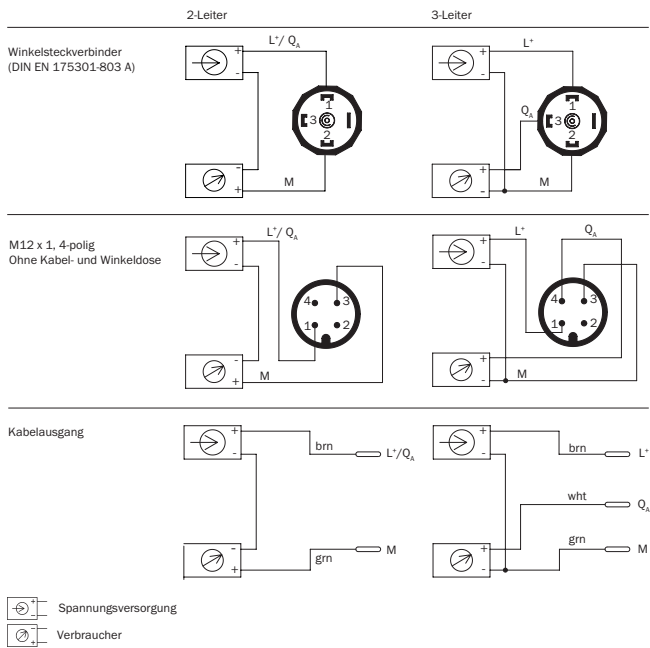 2-Leiter 3-Leiter
Winkelsteckverbinder
(DIN EN 175301-803 A)
+ L⁺/ Q_A
-
1
3
2
-
+ M
+ L⁺
-
1
Q_A 3
2
+
- M
M12 x 1, 4-polig
Ohne Kabel- und Winkeldose
+ L⁺/ Q_A
-
4 3
1 2
-
+ M
+ L⁺ Q_A
-
4 3
1 2
+
- M
Kabelausgang
+ brn L⁺/Q_A
-
-
+ grn M
+ brn L⁺
-
wht Q_A
+
- grn M
+
- Spannungsversorgung
-
+ Verbraucher